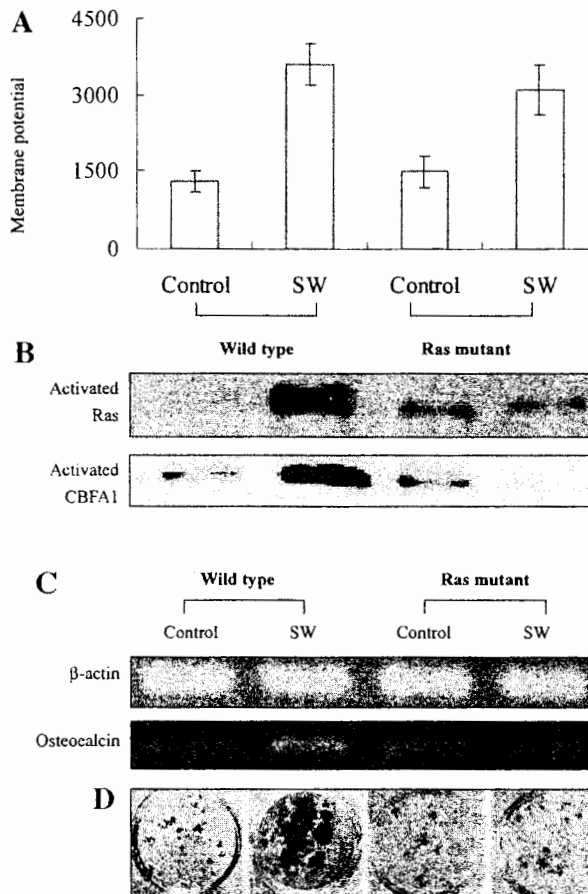 A
4500
3000
1500
0
Membrane potential
Control SW Control SW
Wild type Ras mutant
B
Activated
Ras
Activated
CBFA1
C
Wild type Ras mutant
Control SW Control SW
β-actin
Osteocalcin
D